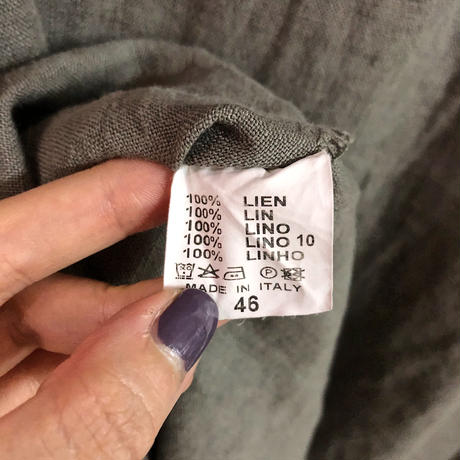 100% LIEN
100% LIN
100% LINO
100% LINO 10
100% LINHO
MADE IN ITALY
46